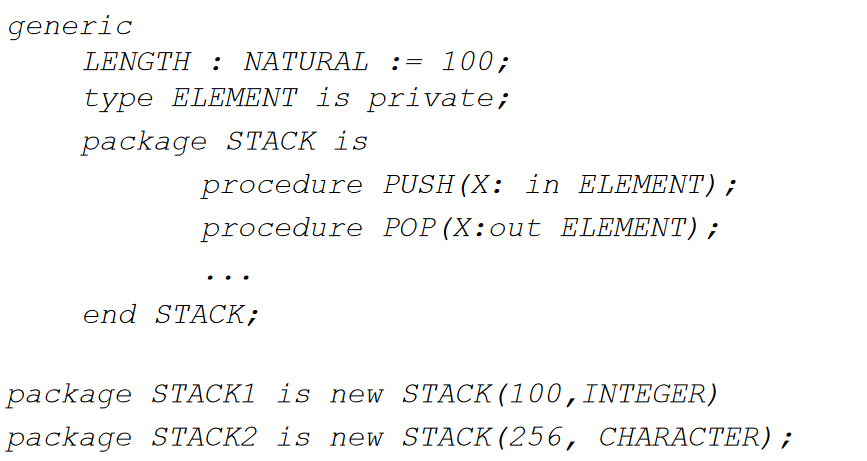 generic
LENGTH : NATURAL := 100;
type ELEMENT is private;
package STACK is
procedure PUSH(X: in ELEMENT);
procedure POP(X:out ELEMENT);
...
end STACK;
package STACK1 is new STACK(100,INTEGER)
package STACK2 is new STACK(256, CHARACTER);